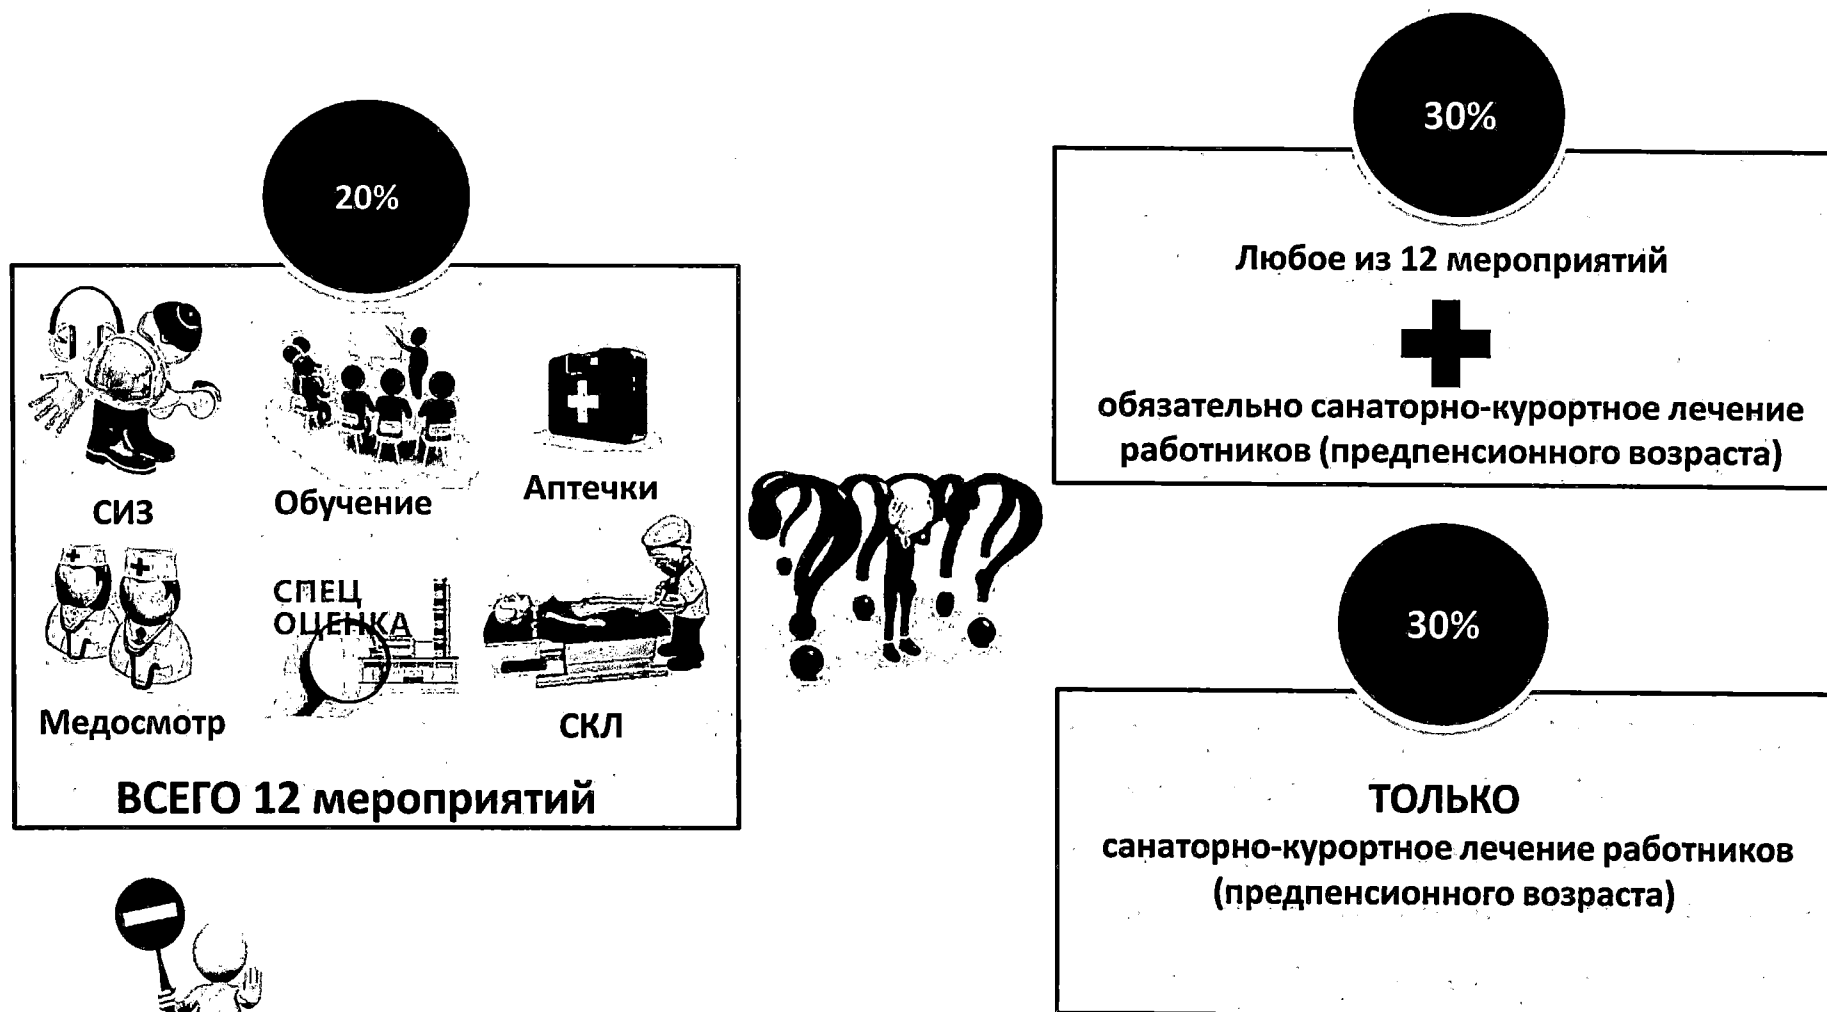 20%
СИЗ
Обучение
Аптечки
Медосмотр
СПЕЦ
ОЦЕНКА
СКЛ
ВСЕГО 12 мероприятий
30%
Любое из 12 мероприятий
обязательно санаторно-курортное лечение
работников (предпенсионного возраста)
30%
ТОЛЬКО
санаторно-курортное лечение работников
(предпенсионного возраста)